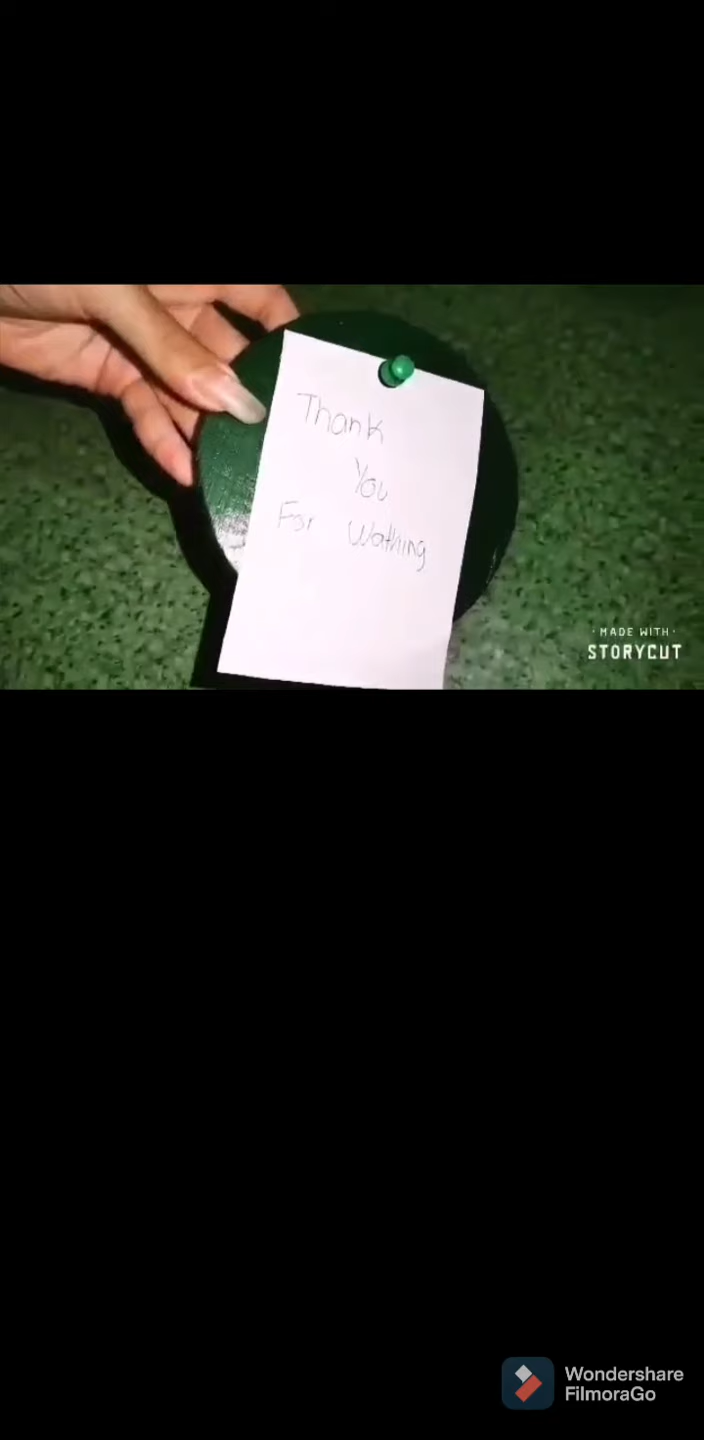 Thank
You
For Wathing
· MADE WITH ·
STORYCUT
Wondershare
FilmoraGo